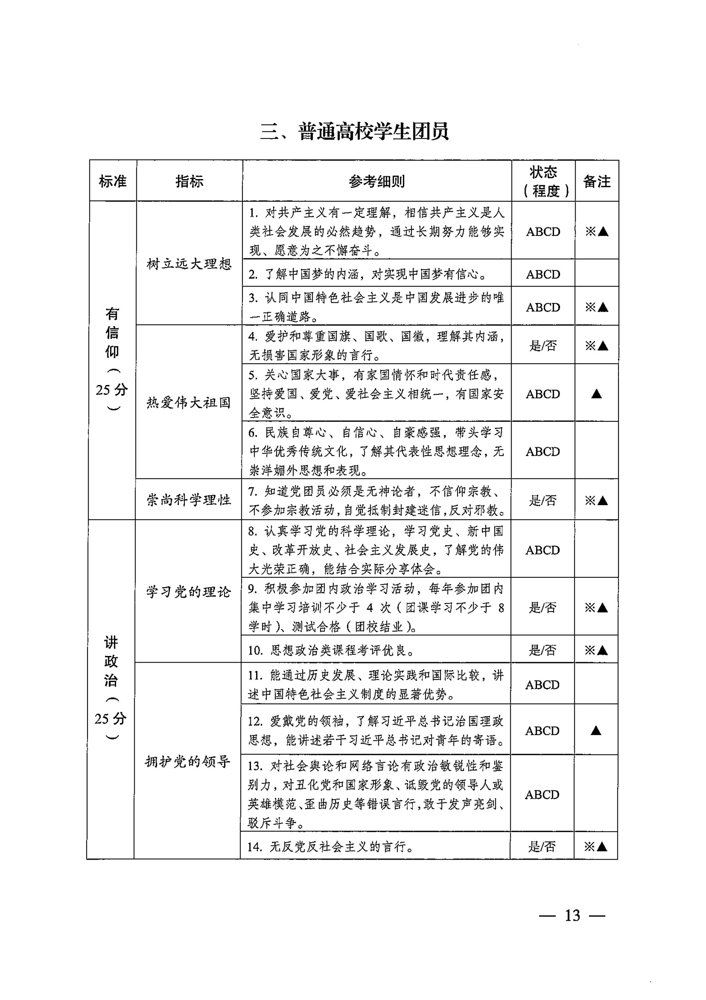 三、普通高校学生团员
标准
指标
参考细则
状态
（程度）
备注
有
信
仰
（
25 分
）
树立远大理想
1. 对共产主义有一定理解，相信共产主义是人
类社会发展的必然趋势，通过长期努力能够实
现、愿意为之不懈奋斗。
ABCD
※▲
2. 了解中国梦的内涵，对实现中国梦有信心。
ABCD
3. 认同中国特色社会主义是中国发展进步的唯
一正确道路。
ABCD
※▲
热爱伟大祖国
4. 爱护和尊重国旗、国歌、国徽，理解其内涵，
无损害国家形象的言行。
是/否
※▲
5. 关心国家大事，有家国情怀和时代责任感，
坚持爱国、爱党、爱社会主义相统一，有国家安
全意识。
ABCD
▲
6. 民族自尊心、自信心、自豪感强，带头学习
中华优秀传统文化，了解其代表性思想理念，无
崇洋媚外思想和表现。
ABCD
崇尚科学理性
7. 知道党团员必须是无神论者，不信仰宗教、
不参加宗教活动，自觉抵制封建迷信，反对邪教。
是/否
※▲
讲
政
治
（
25 分
）
学习党的理论
8. 认真学习党的科学理论，学习党史、新中国
史、改革开放史、社会主义发展史，了解党的伟
大光荣正确，能结合实际分享体会。
ABCD
9. 积极参加团内政治学习活动，每年参加团内
集中学习培训不少于 4 次（团课学习不少于 8
学时）、测试合格（团校结业）。
是/否
※▲
10. 思想政治类课程考评优良。
是/否
※▲
拥护党的领导
11. 能通过历史发展、理论实践和国际比较，讲
述中国特色社会主义制度的显著优势。
ABCD
12. 爱戴党的领袖，了解习近平总书记治国理政
思想，能讲述若干习近平总书记对青年的寄语。
ABCD
▲
13. 对社会舆论和网络言论有政治敏锐性和鉴
别力，对丑化党和国家形象、诋毁党的领导人或
英雄模范、歪曲历史等错误言行，敢于发声亮剑、
驳斥斗争。
ABCD
14. 无反党反社会主义的言行。
是/否
※▲
— 13 —